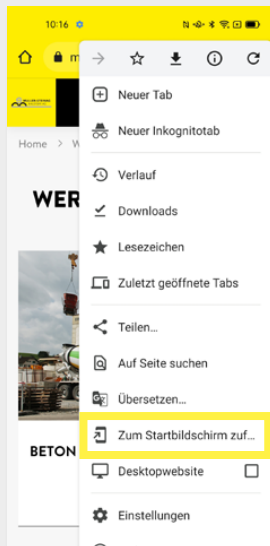 10:16
m
Neuer Tab
Neuer Inkognitotab
Home > W
Verlauf
WER
Downloads
Lesezeichen
Zuletzt geöffnete Tabs
Teilen...
Auf Seite suchen
Übersetzen...
Zum Startbildschirm zuf...
BETON
Desktopwebsite
Einstellungen